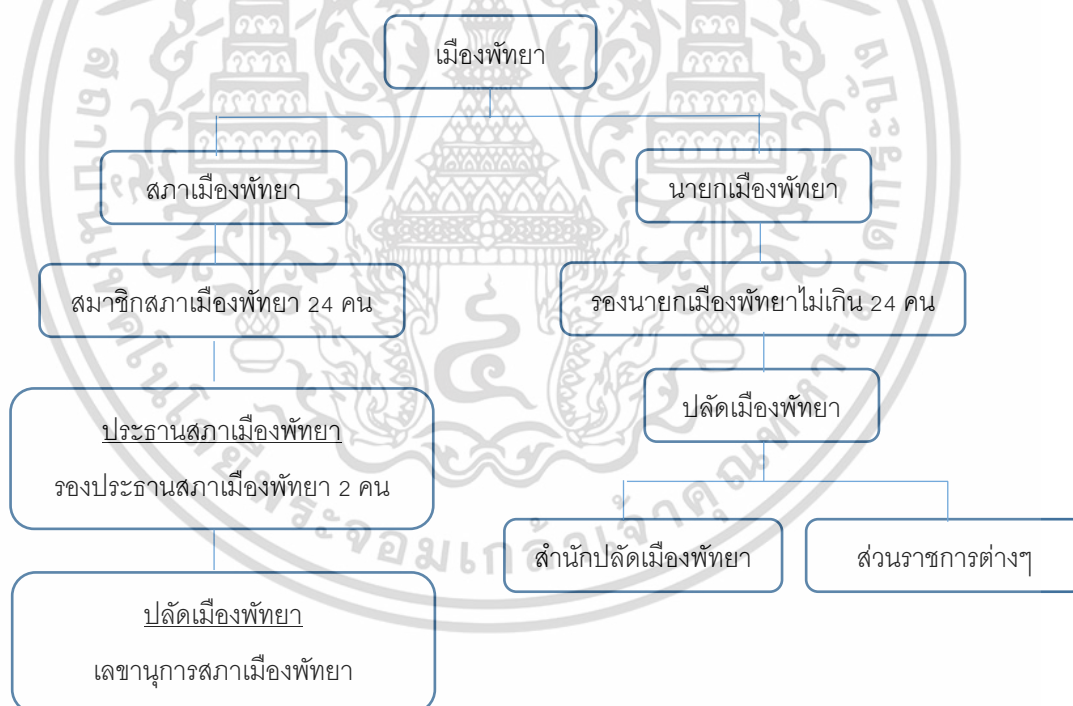 เมืองพัทยา
สภาเมืองพัทยา
นายกเมืองพัทยา
สมาชิกสภาเมืองพัทยา 24 คน
รองนายกเมืองพัทยาไม่เกิน 24 คน
ประธานสภาเมืองพัทยา
รองประธานสภาเมืองพัทยา 2 คน
ปลัดเมืองพัทยา
สำนักปลัดเมืองพัทยา
ส่วนราชการต่างๆ
ปลัดเมืองพัทยา
เลขานุการสภาเมืองพัทยา